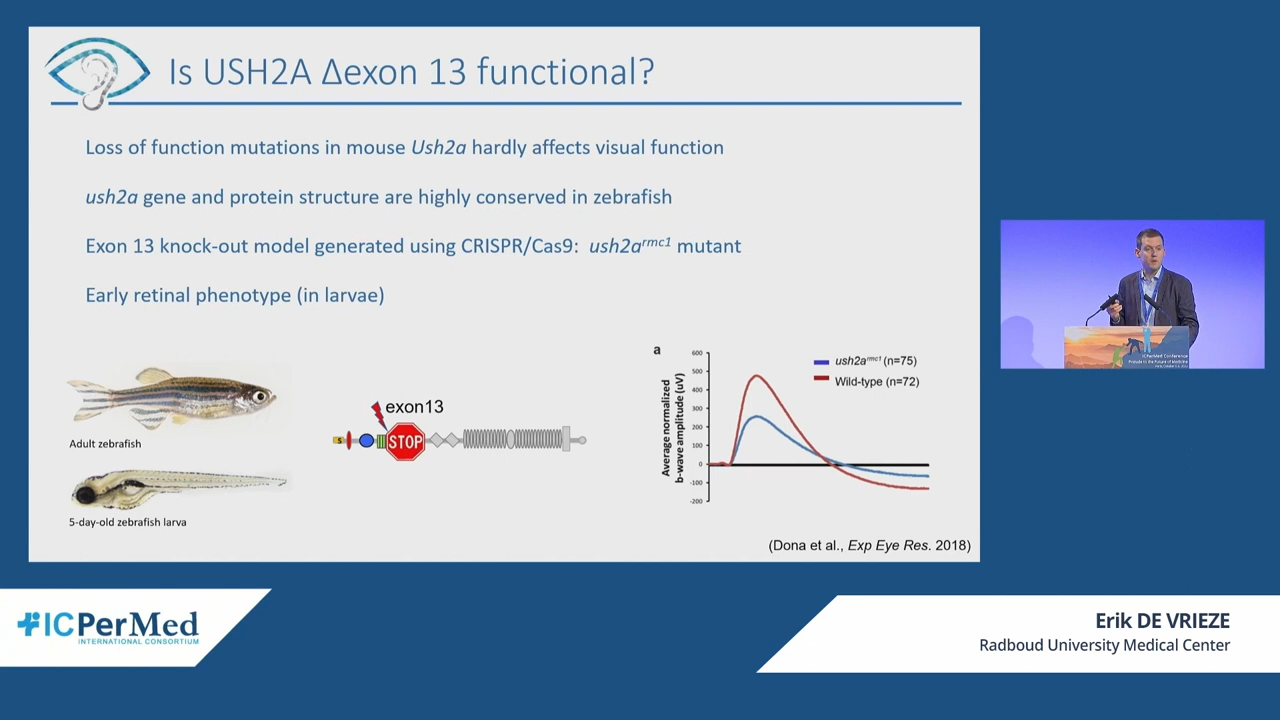 Is USH2A Δexon 13 functional?
Loss of function mutations in mouse Ush2a hardly affects visual function
ush2a gene and protein structure are highly conserved in zebrafish
Exon 13 knock-out model generated using CRISPR/Cas9: ush2armc1 mutant
Early retinal phenotype (in larvae)
Adult zebrafish
5-day-old zebrafish larva
exon13
S
STOP
a
Average normalized
b-wave amplitude (uV)
600
500
400
300
200
100
0
-100
-200
ush2armc1 (n=75)
Wild-type (n=72)
(Dona et al., Exp Eye Res. 2018)
ICPerMed Conference
ICPerMed
INTERNATIONAL CONSORTIUM
Erik DE VRIEZE
Radboud University Medical Center